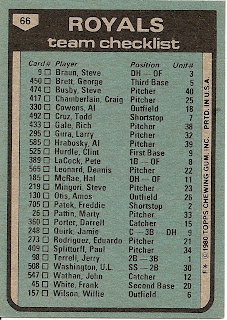 66
ROYALS
team checklist
Card# Player Position Unif #
9 □ Braun, Steve DH — OF 3
450 □ Brett, George Third Base 5
474 □ Busby, Steve Pitcher 40
417 □ Chamberlain, Craig Pitcher 25
330 □ Cowens, Al Outfield 18
492 □ Cruz, Todd Shortstop 7
433 □ Gale, Rich Pitcher 38
295 □ Gura, Larry Pitcher 32
585 □ Hrabosky, Al Pitcher 39
525 □ Hurdle, Clint First Base 9
389 □ LaCock, Pete 1B — OF 8
565 □ Leonard, Dennis Pitcher 22
185 □ McRae, Hal DH — OF 11
219 □ Mingori, Steve Pitcher 23
130 □ Otis, Amos Outfield 26
705 □ Patek, Freddie Shortstop 2
26 □ Pattin, Marty Pitcher 33
360 □ Porter, Darrell Catcher 15
248 □ Quirk, Jamie C — 3B — DH 9
273 □ Rodriguez, Eduardo Pitcher 21
409 □ Splittorff, Paul Pitcher 34
98 □ Terrell, Jerry 2B — 3B 1
508 □ Washington, U.L. SS — 2B 30
547 □ Wathan, John Catcher 12
45 □ White, Frank Second Base 20
157 □ Wilson, Willie Outfield 6
F* © 1980 TOPPS CHEWING GUM, INC. PRTD. IN U.S.A.